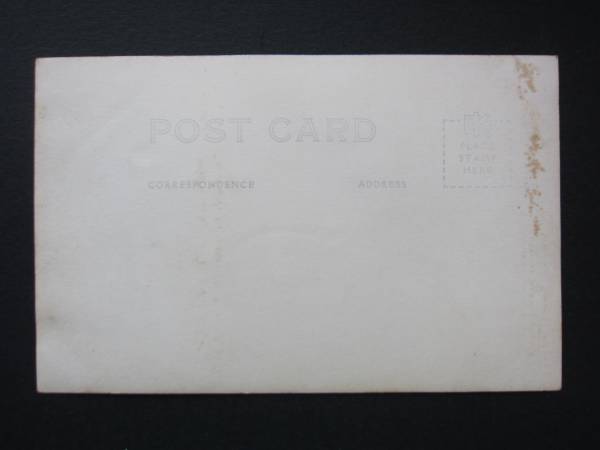 POST CARD
CORRESPONDENCE
ADDRESS
PLACE
STAMP
HERE